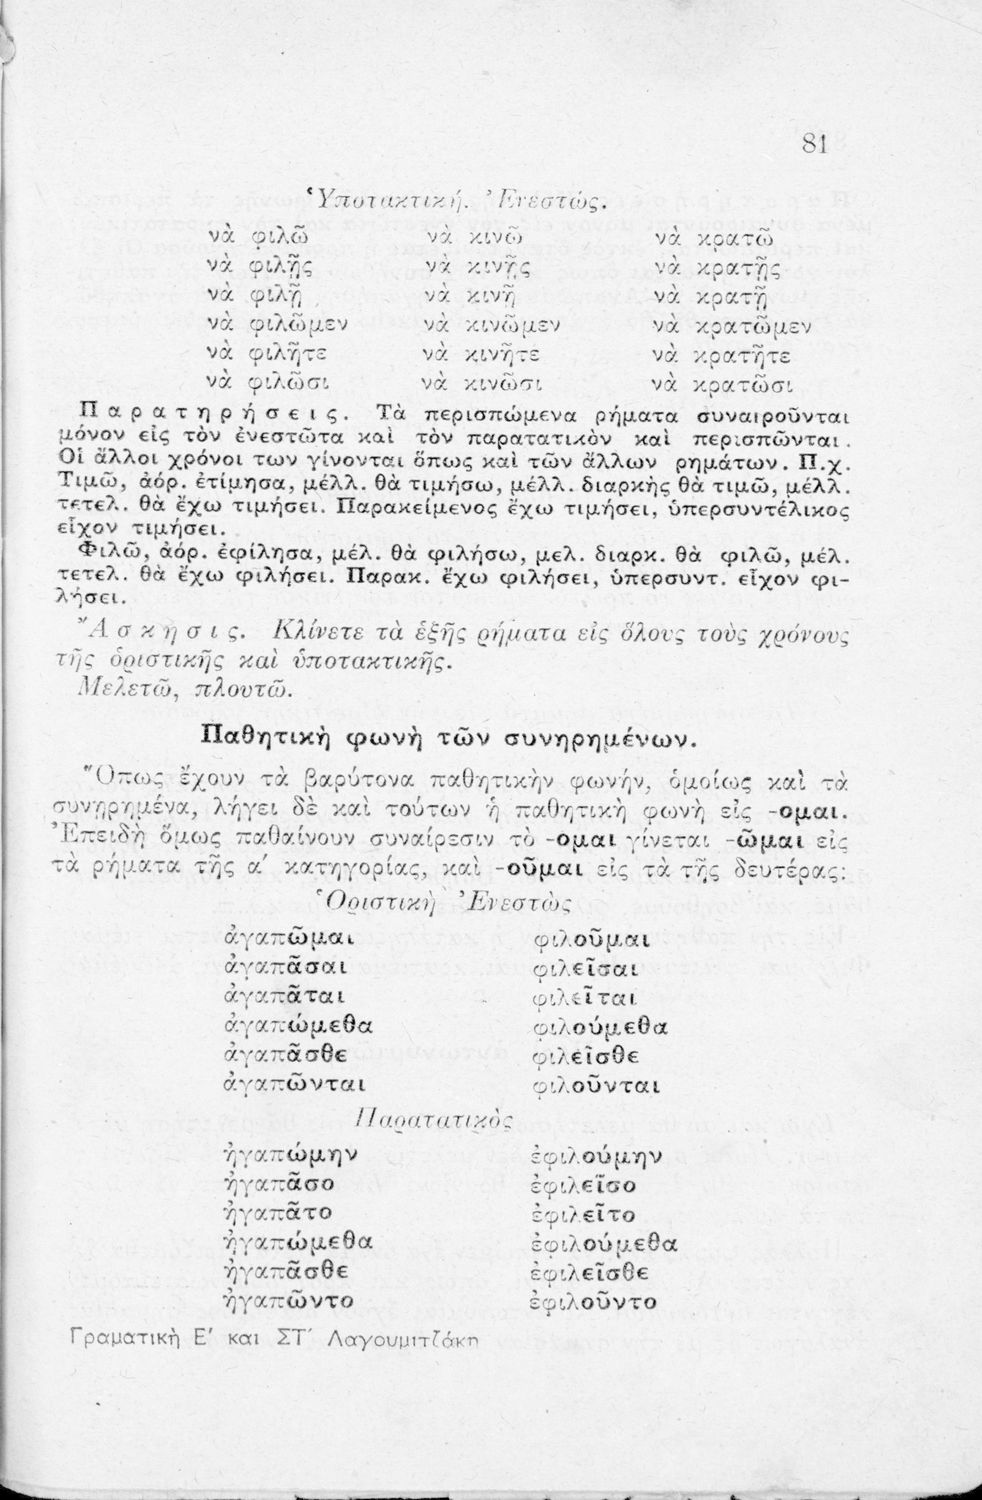 81
Ὑποτακτική. Ἐνεστώς.
νὰ φιλῶ νὰ κινῶ νὰ κρατῶ
νὰ φιλῇς νὰ κινῇς νὰ κρατῇς
νὰ φιλῇ νὰ κινῇ νὰ κρατῇ
νὰ φιλῶμεν νὰ κινῶμεν νὰ κρατῶμεν
νὰ φιλῆτε νὰ κινῆτε νὰ κρατῆτε
νὰ φιλῶσι νὰ κινῶσι νὰ κρατῶσι
Παρατηρήσεις. Τὰ περισπώμενα ρήματα συναιροῦνται
μόνον εἰς τὸν ἐνεστῶτα καὶ τὸν παρατατικὸν καὶ περισπῶνται.
Οἱ ἄλλοι χρόνοι των γίνονται ὅπως καὶ τῶν ἄλλων ρημάτων. Π.χ.
Τιμῶ, ἀόρ. ἐτίμησα, μέλλ. θὰ τιμήσω, μέλλ. διαρκὴς θὰ τιμῶ, μέλλ.
τετελ. θὰ ἔχω τιμήσει. Παρακείμενος ἔχω τιμήσει, ὑπερσυντέλικος
εἶχον τιμήσει.
Φιλῶ, ἀόρ. ἐφίλησα, μέλ. θὰ φιλήσω, μελ. διαρκ. θὰ φιλῶ, μέλ.
τετελ. θὰ ἔχω φιλήσει. Παρακ. ἔχω φιλήσει, ὑπερσυντ. εἶχον φι-
λήσει.
Ἄσκησις. Κλίνετε τὰ ἑξῆς ρήματα εἰς ὅλους τοὺς χρόνους
τῆς ὁριστικῆς καὶ ὑποτακτικῆς.
Μελετῶ, πλουτῶ.
Παθητικὴ φωνὴ τῶν συνηρημένων.
Ὅπως ἔχουν τὰ βαρύτονα παθητικὴν φωνήν, ὁμοίως καὶ τὰ
συνηρημένα, λήγει δὲ καὶ τούτων ἡ παθητικὴ φωνὴ εἰς -ομαι.
Ἐπειδὴ ὅμως παθαίνουν συναίρεσιν τὸ -ομαι γίνεται -ῶμαι εἰς
τὰ ρήματα τῆς α' κατηγορίας, καὶ -οῦμαι εἰς τὰ τῆς δευτέρας:
Ὁριστικὴ Ἐνεστὼς
ἀγαπῶμαι φιλοῦμαι
ἀγαπᾶσαι φιλεῖσαι
ἀγαπᾶται φιλεῖται
ἀγαπώμεθα φιλούμεθα
ἀγαπᾶσθε φιλεῖσθε
ἀγαπῶνται φιλοῦνται
Παρατατικὸς
ἠγαπώμην ἐφιλούμην
ἠγαπᾶσο ἐφιλεῖσο
ἠγαπᾶτο ἐφιλεῖτο
ἠγαπώμεθα ἐφιλούμεθα
ἠγαπᾶσθε ἐφιλεῖσθε
ἠγαπῶντο ἐφιλοῦντο
Γραματικὴ Ε' και ΣΤ' Λαγουμιτζάκη